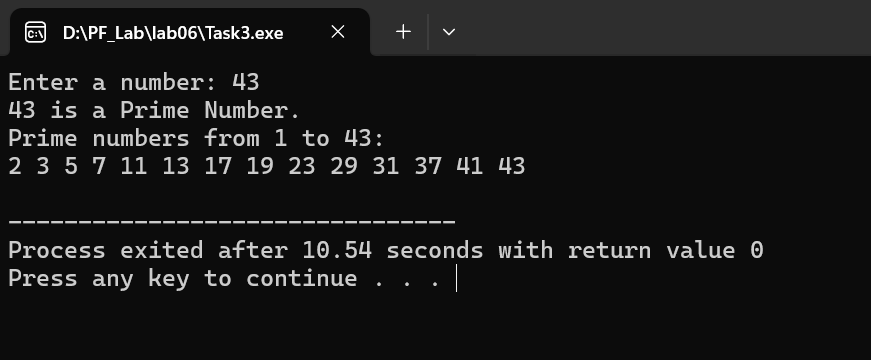 D:\PF_Lab\lab06\Task3.exe
Enter a number: 43
43 is a Prime Number.
Prime numbers from 1 to 43:
2 3 5 7 11 13 17 19 23 29 31 37 41 43
--------------------------------
Process exited after 10.54 seconds with return value 0
Press any key to continue . . .